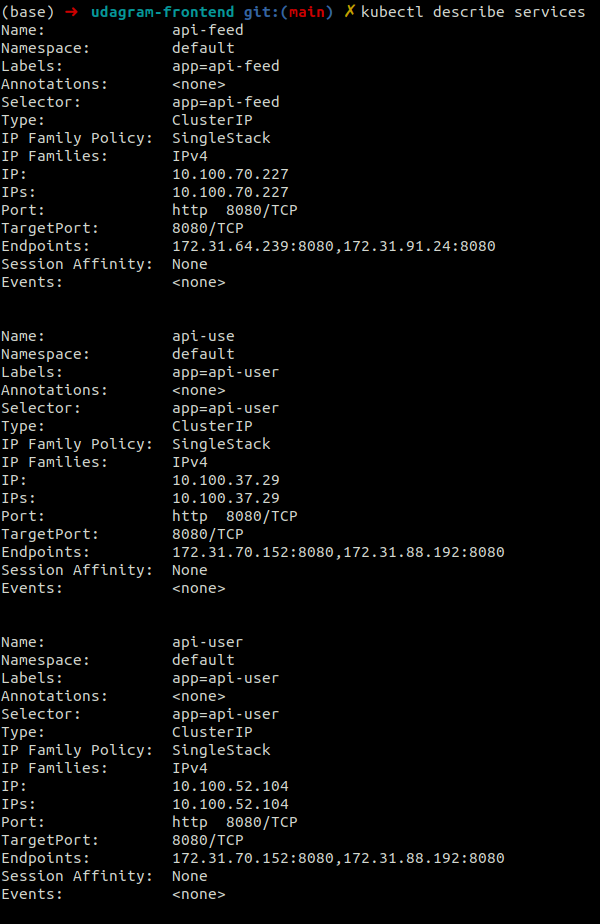 (base) ➜ udagram-frontend git:(main) ✗ kubectl describe services
Name:              api-feed
Namespace:         default
Labels:            app=api-feed
Annotations:       <none>
Selector:          app=api-feed
Type:              ClusterIP
IP Family Policy:  SingleStack
IP Families:       IPv4
IP:                10.100.70.227
IPs:               10.100.70.227
Port:              http  8080/TCP
TargetPort:        8080/TCP
Endpoints:         172.31.64.239:8080,172.31.91.24:8080
Session Affinity:  None
Events:            <none>
Name:              api-use
Namespace:         default
Labels:            app=api-user
Annotations:       <none>
Selector:          app=api-user
Type:              ClusterIP
IP Family Policy:  SingleStack
IP Families:       IPv4
IP:                10.100.37.29
IPs:               10.100.37.29
Port:              http  8080/TCP
TargetPort:        8080/TCP
Endpoints:         172.31.70.152:8080,172.31.88.192:8080
Session Affinity:  None
Events:            <none>
Name:              api-user
Namespace:         default
Labels:            app=api-user
Annotations:       <none>
Selector:          app=api-user
Type:              ClusterIP
IP Family Policy:  SingleStack
IP Families:       IPv4
IP:                10.100.52.104
IPs:               10.100.52.104
Port:              http  8080/TCP
TargetPort:        8080/TCP
Endpoints:         172.31.70.152:8080,172.31.88.192:8080
Session Affinity:  None
Events:            <none>